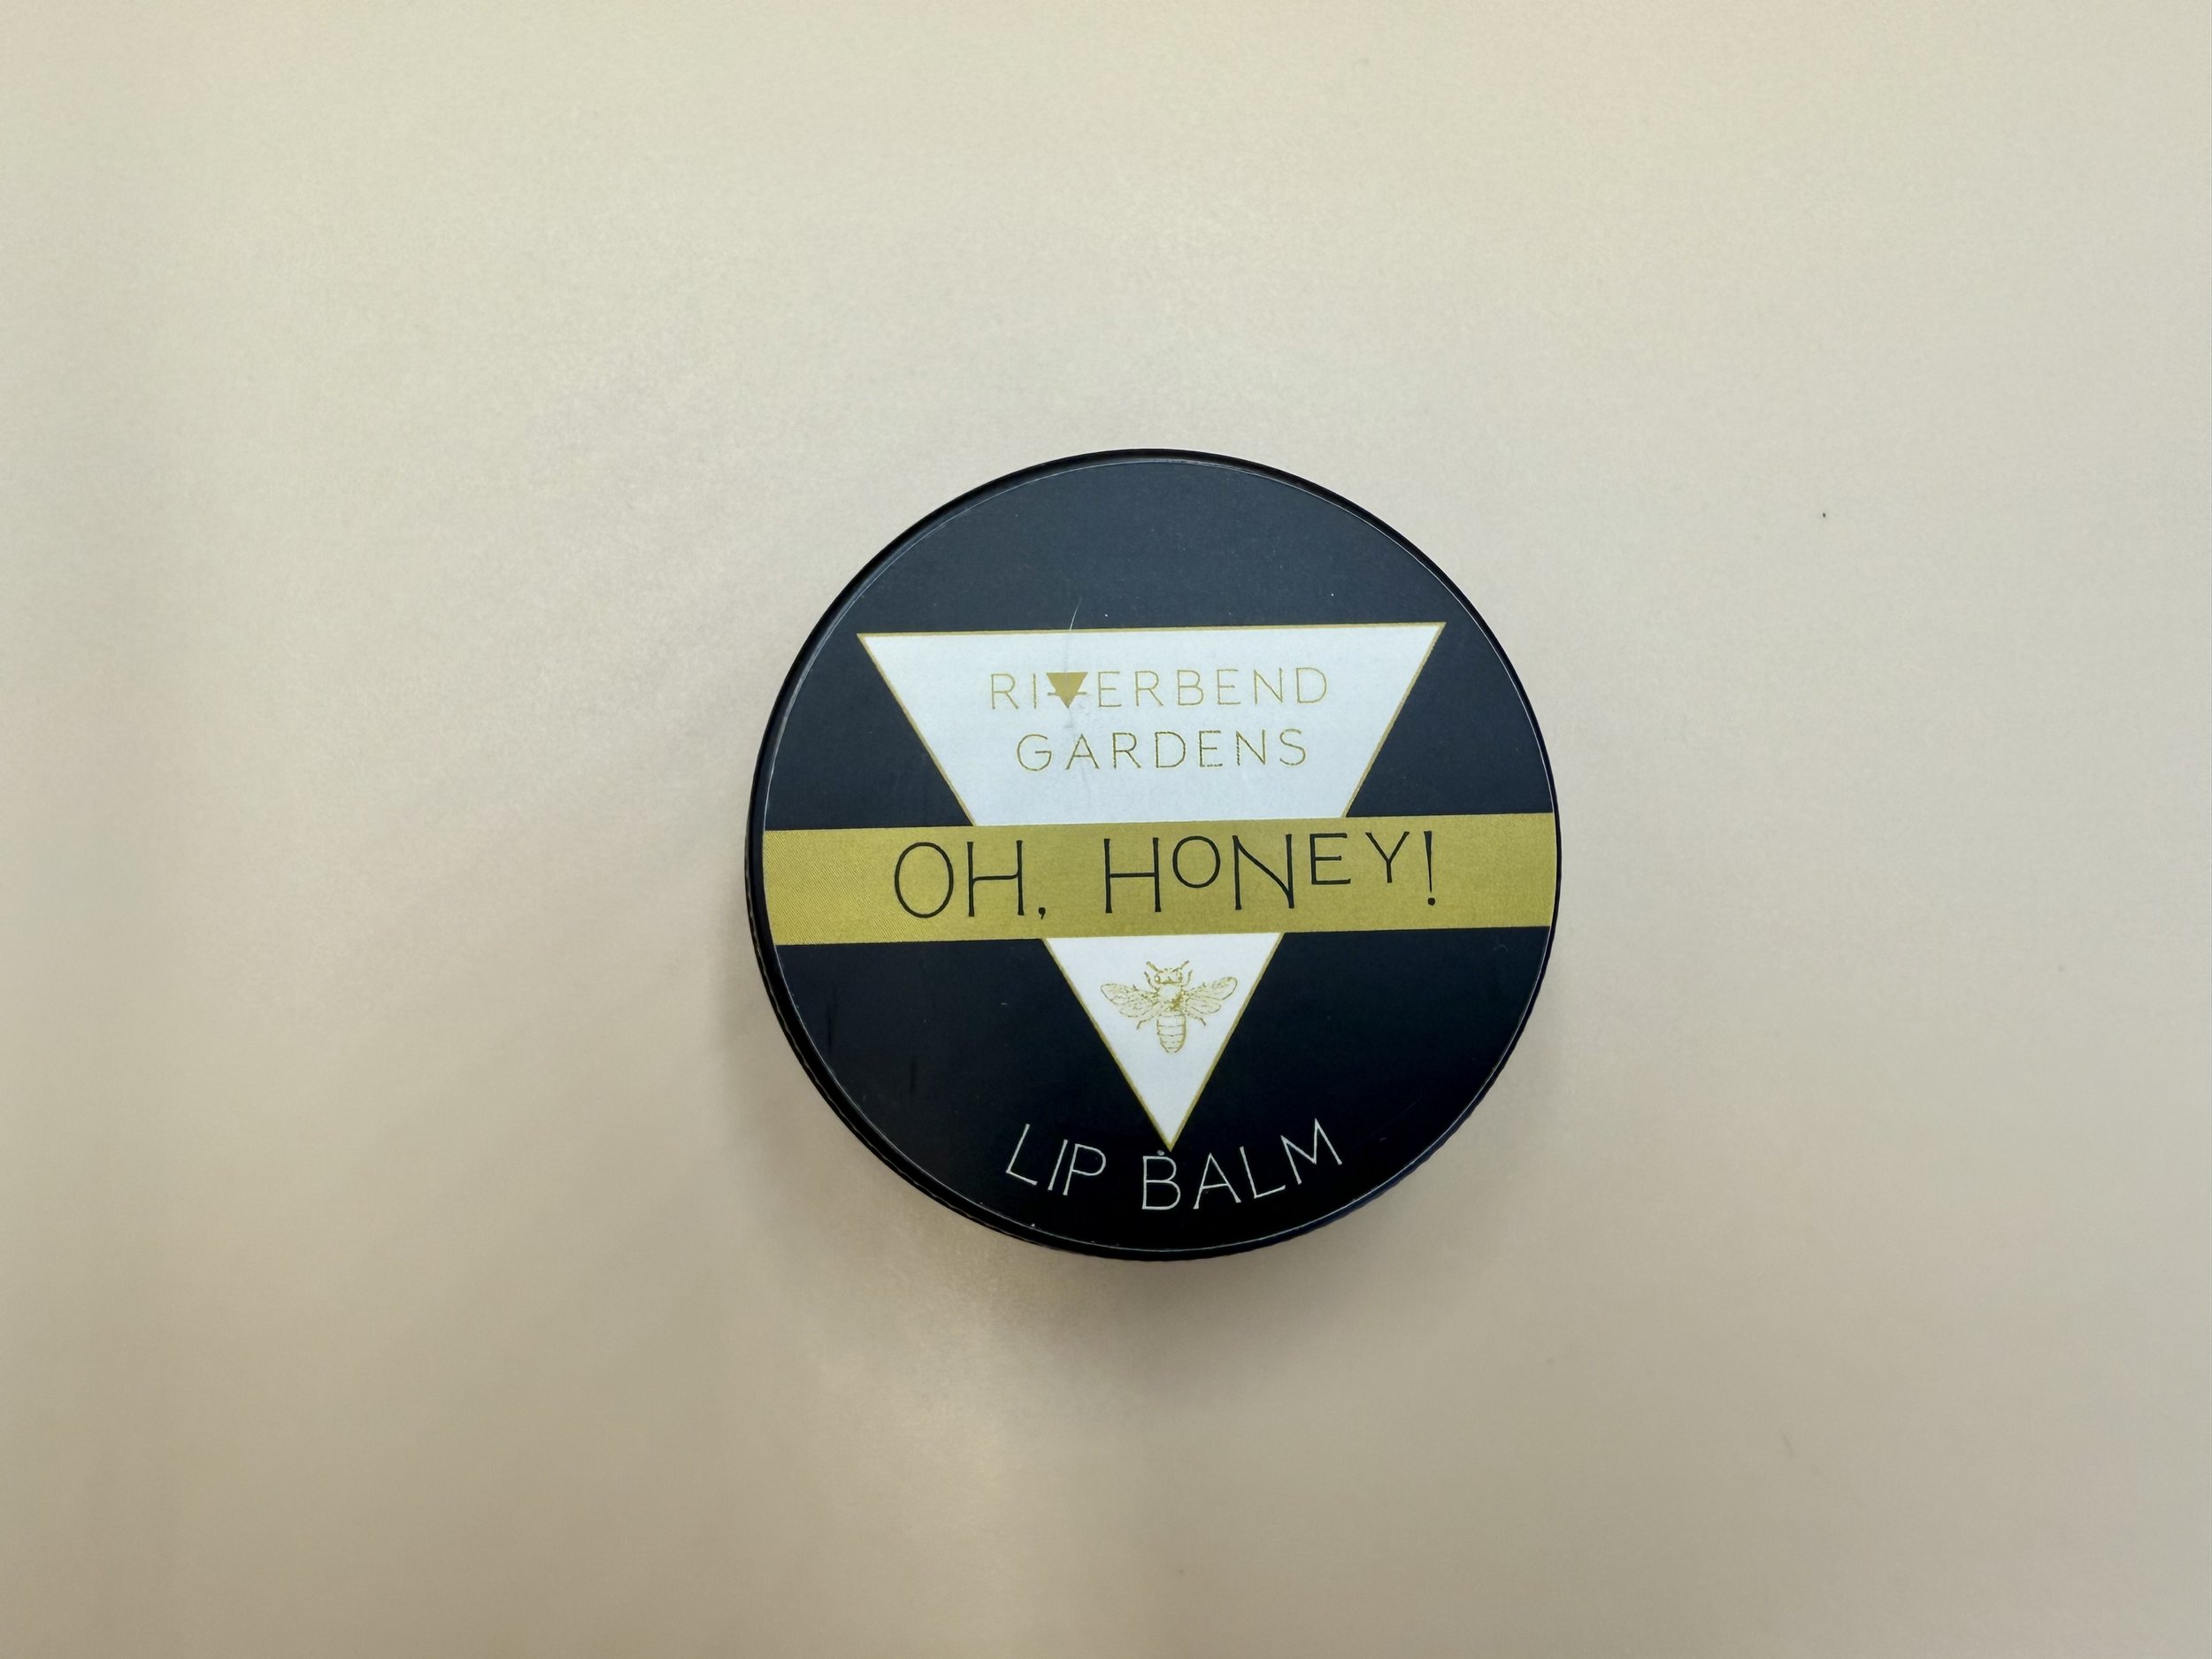 RIVERBEND
GARDENS
OH, HONEY!
LIP BALM